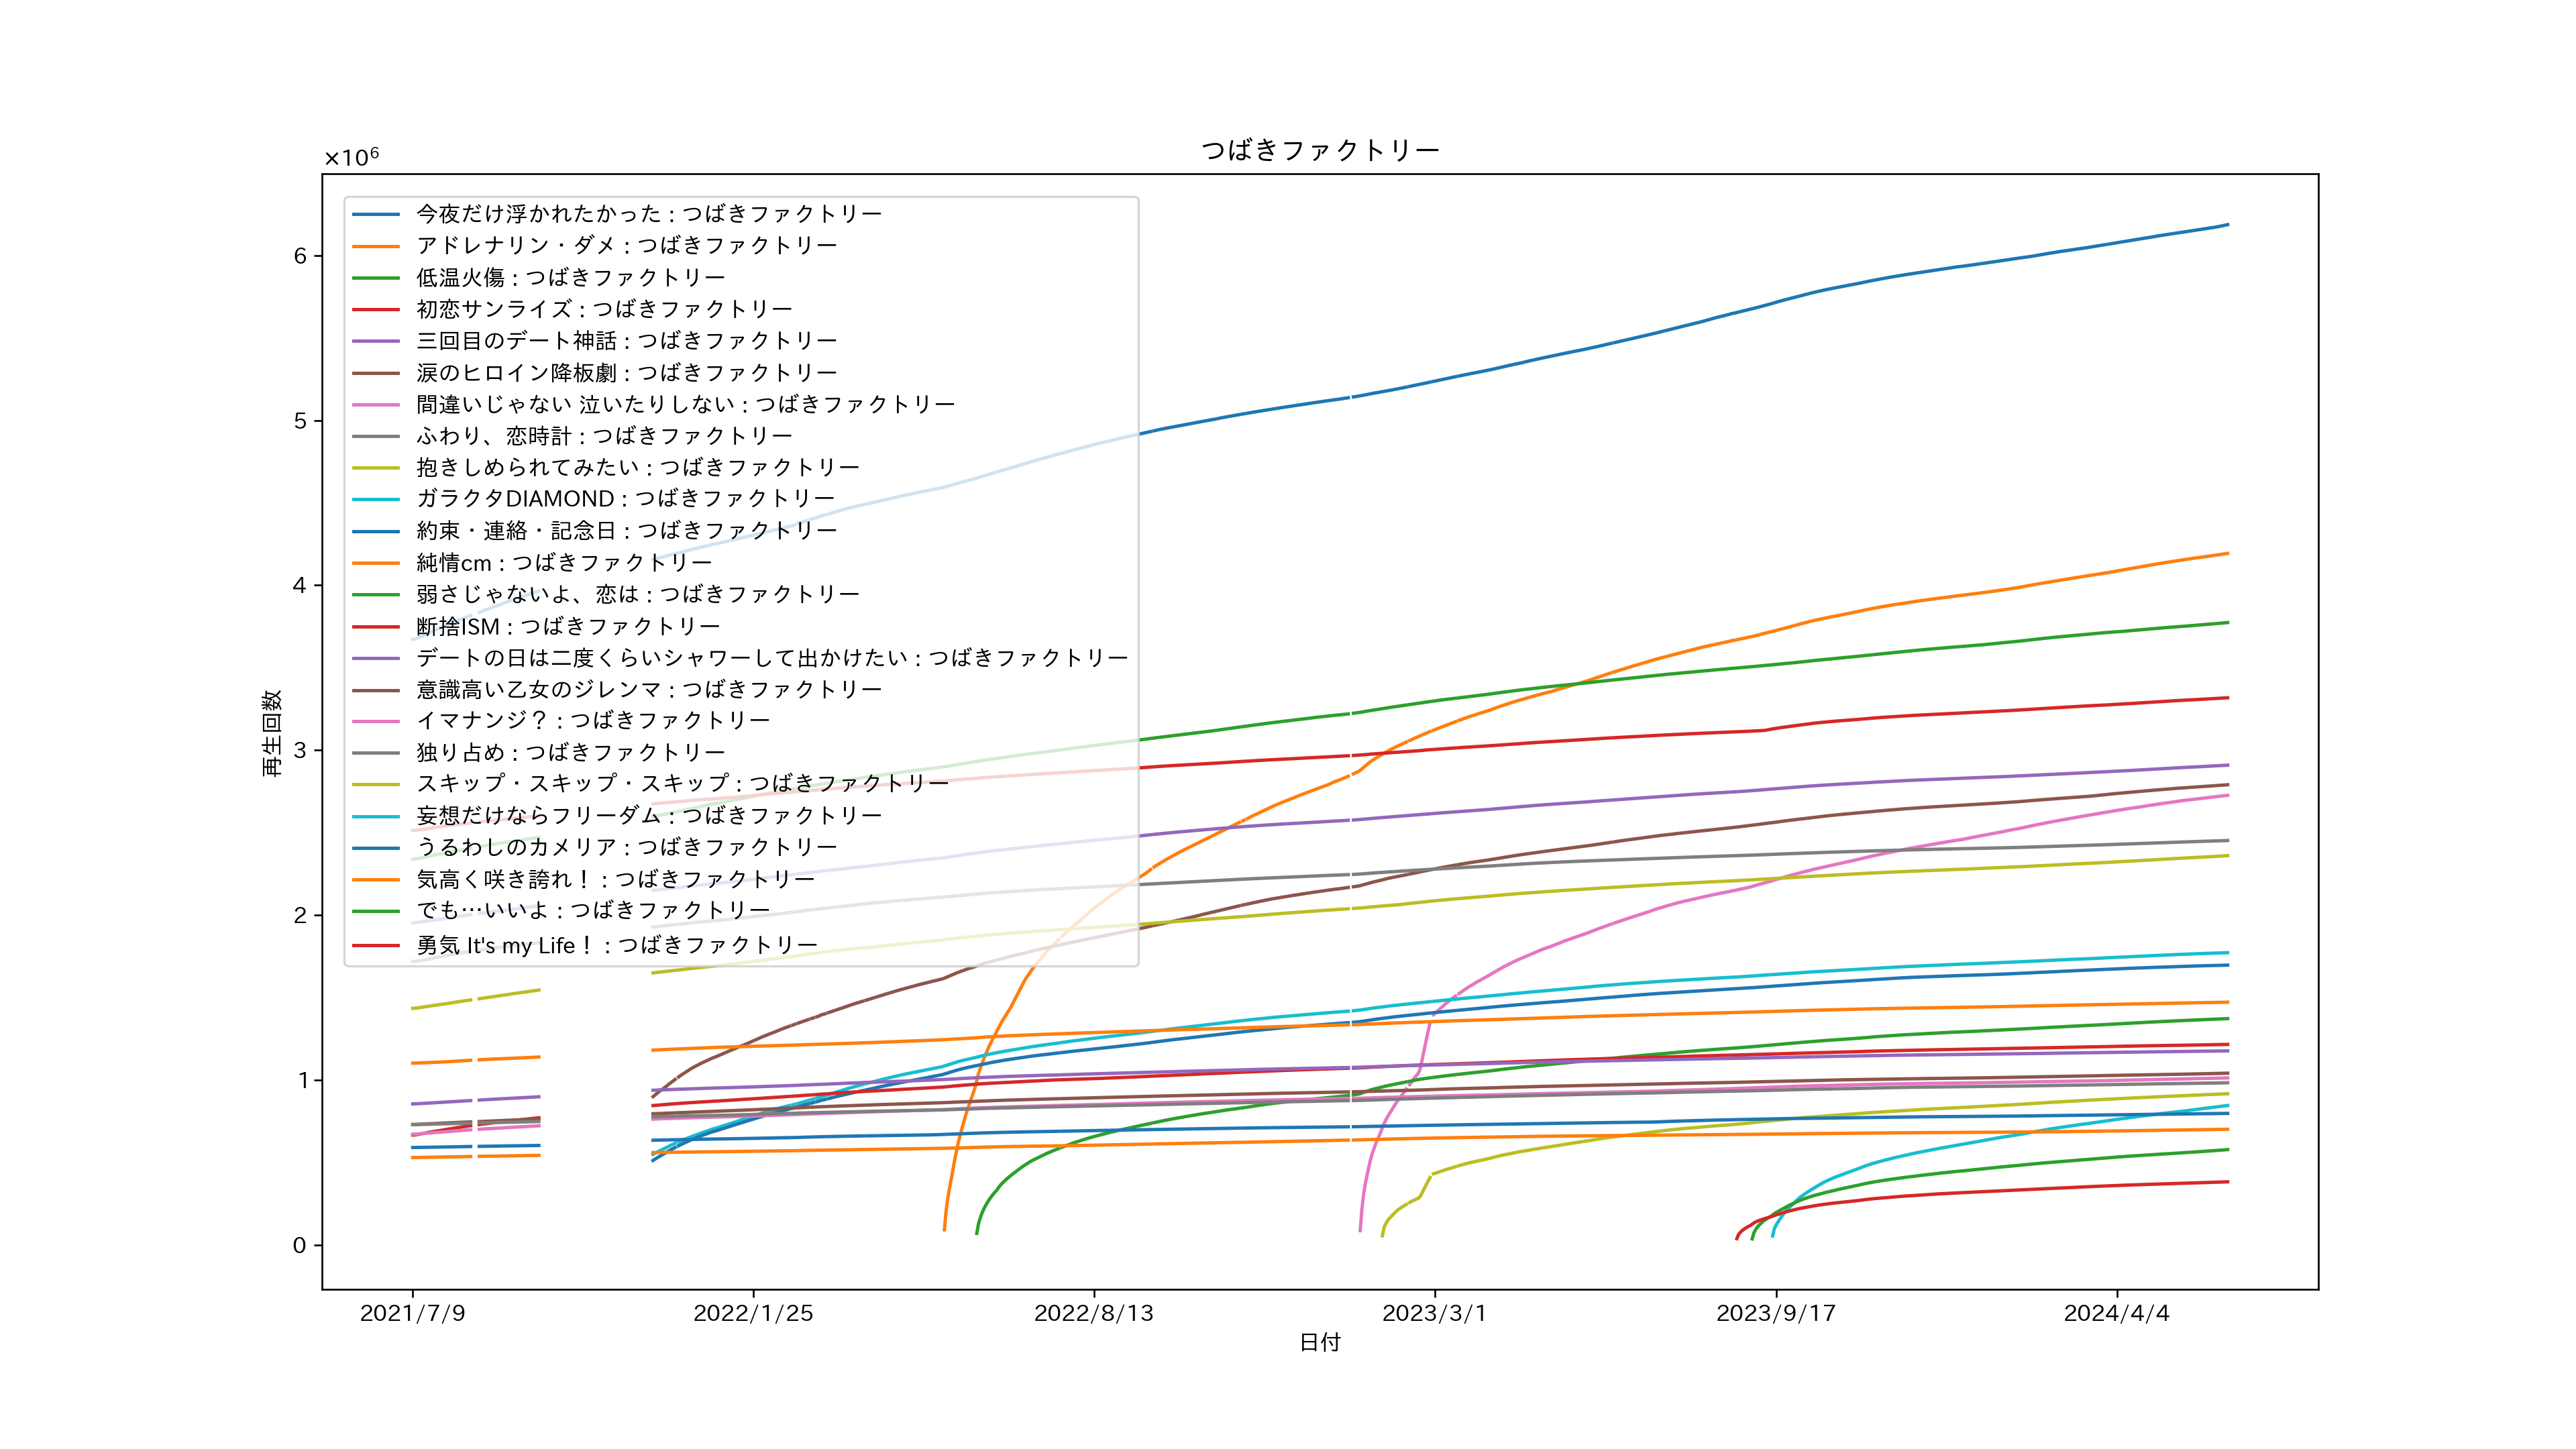 つばきファクトリー
×10⁶
今夜だけ浮かれたかった : つばきファクトリー
アドレナリン・ダメ : つばきファクトリー
低温火傷 : つばきファクトリー
初恋サンライズ : つばきファクトリー
三回目のデート神話 : つばきファクトリー
涙のヒロイン降板劇 : つばきファクトリー
間違いじゃない 泣いたりしない : つばきファクトリー
ふわり、恋時計 : つばきファクトリー
抱きしめられてみたい : つばきファクトリー
ガラクタDIAMOND : つばきファクトリー
約束・連絡・記念日 : つばきファクトリー
純情cm : つばきファクトリー
弱さじゃないよ、恋は : つばきファクトリー
断捨ISM : つばきファクトリー
デートの日は二度くらいシャワーして出かけたい : つばきファクトリー
意識高い乙女のジレンマ : つばきファクトリー
イマナンジ？ : つばきファクトリー
独り占め : つばきファクトリー
スキップ・スキップ・スキップ : つばきファクトリー
妄想だけならフリーダム : つばきファクトリー
うるわしのカメリア : つばきファクトリー
気高く咲き誇れ！ : つばきファクトリー
でも…いいよ : つばきファクトリー
勇気 It's my Life！ : つばきファクトリー
6
5
4
3
2
1
0
再生回数
2021/7/9
2022/1/25
2022/8/13
2023/3/1
2023/9/17
2024/4/4
日付